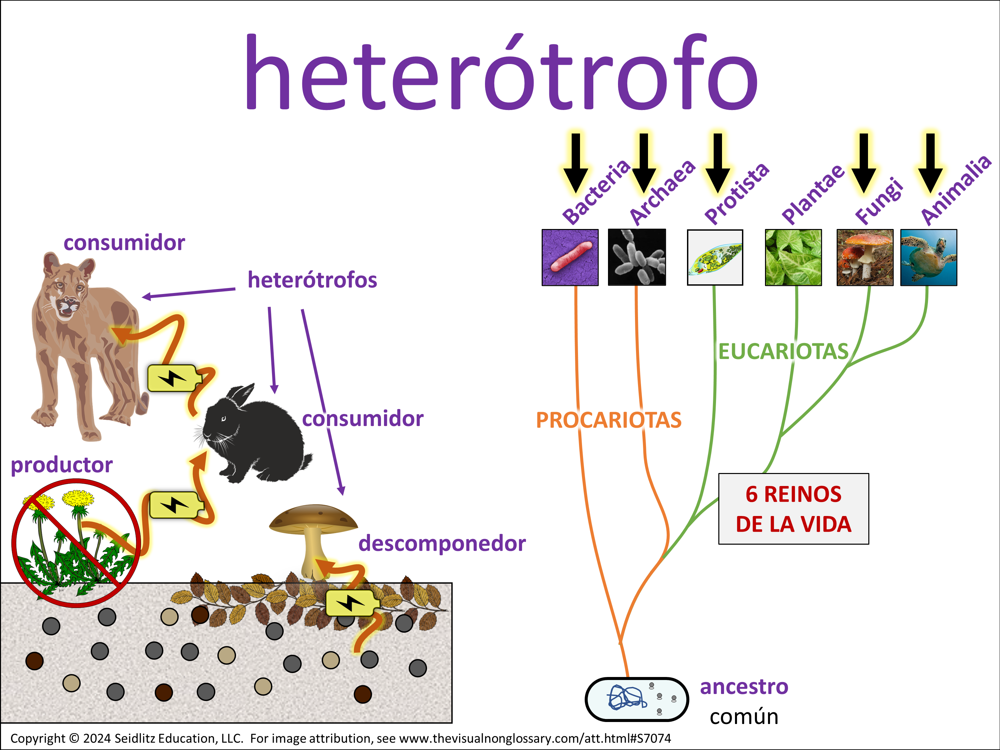 heterótrofo
Bacteria
Archaea
Protista
Plantae
Fungi
Animalia
consumidor
heterótrofos
EUCARIOTAS
consumidor
PROCARIOTAS
productor
6 REINOS
DE LA VIDA
descomponedor
ancestro
común
Copyright © 2024 Seidlitz Education, LLC.  For image attribution, see www.thevisualnonglossary.com/att.html#S7074